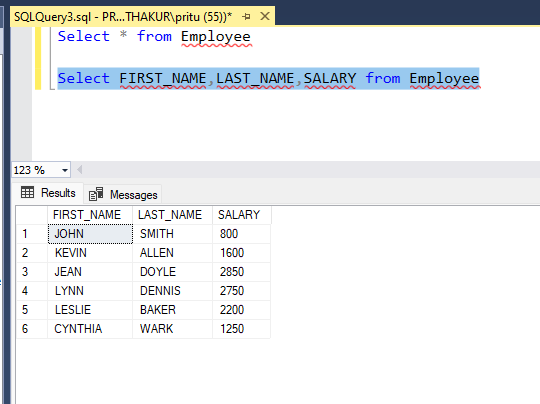 SQLQuery3.sql - PR...THAKUR\pritu (55))*
Select * from Employee
Select FIRST_NAME,LAST_NAME,SALARY from Employee
123 %
Results Messages
FIRST_NAME LAST_NAME SALARY
1 JOHN SMITH 800
2 KEVIN ALLEN 1600
3 JEAN DOYLE 2850
4 LYNN DENNIS 2750
5 LESLIE BAKER 2200
6 CYNTHIA WARK 1250